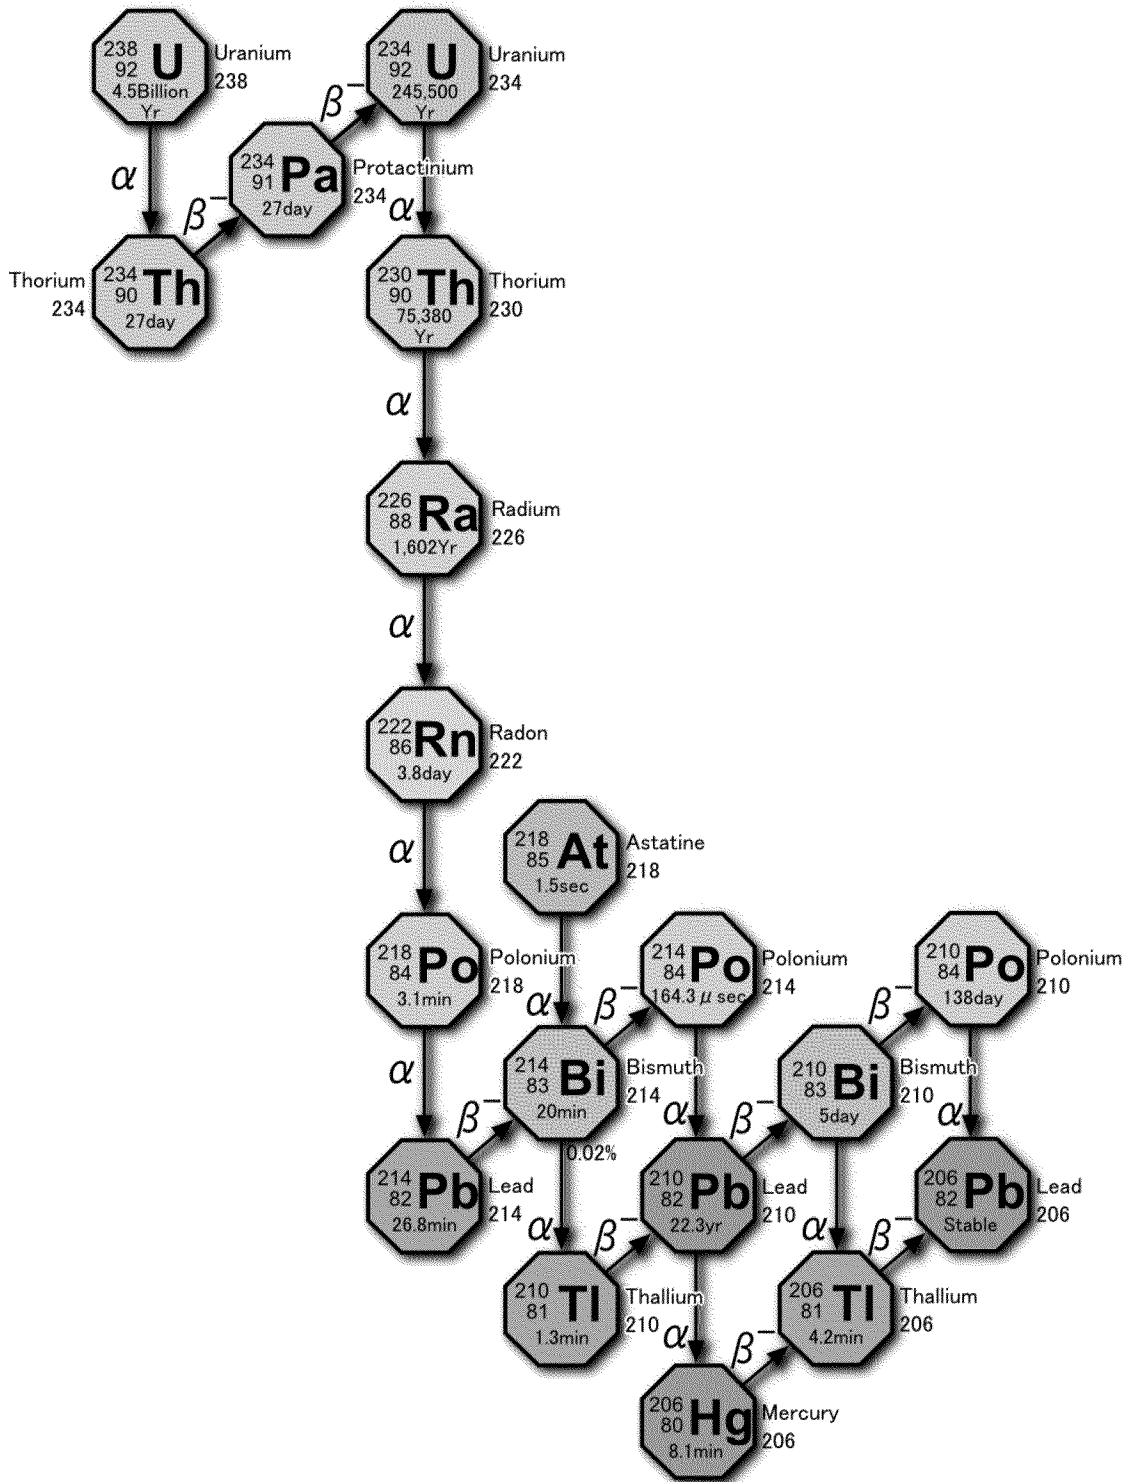 238
92 U
4.5Billion
Yr
Uranium
238
234
92 U
245,500
Yr
Uranium
234
β−
α
234
91 Pa
27day
Protactinium
234
β−
α
Thorium
234
234
90 Th
27day
230
90 Th
75,380
Yr
Thorium
230
α
226
88 Ra
1,602Yr
Radium
226
α
222
86 Rn
3.8day
Radon
222
α
218
85 At
1.5sec
Astatine
218
218
84 Po
3.1min
Polonium
218
214
84 Po
164.3 μ sec
Polonium
214
210
84 Po
138day
Polonium
210
α
β−
β−
α
214
83 Bi
20min
Bismuth
214
210
83 Bi
5day
Bismuth
210
β−
α
β−
α
0.02%
214
82 Pb
26.8min
Lead
214
210
82 Pb
22.3yr
Lead
210
206
82 Pb
Stable
Lead
206
α
β−
α
β−
210
81 Tl
1.3min
Thallium
210
206
81 Tl
4.2min
Thallium
206
α
β−
206
80 Hg
8.1min
Mercury
206